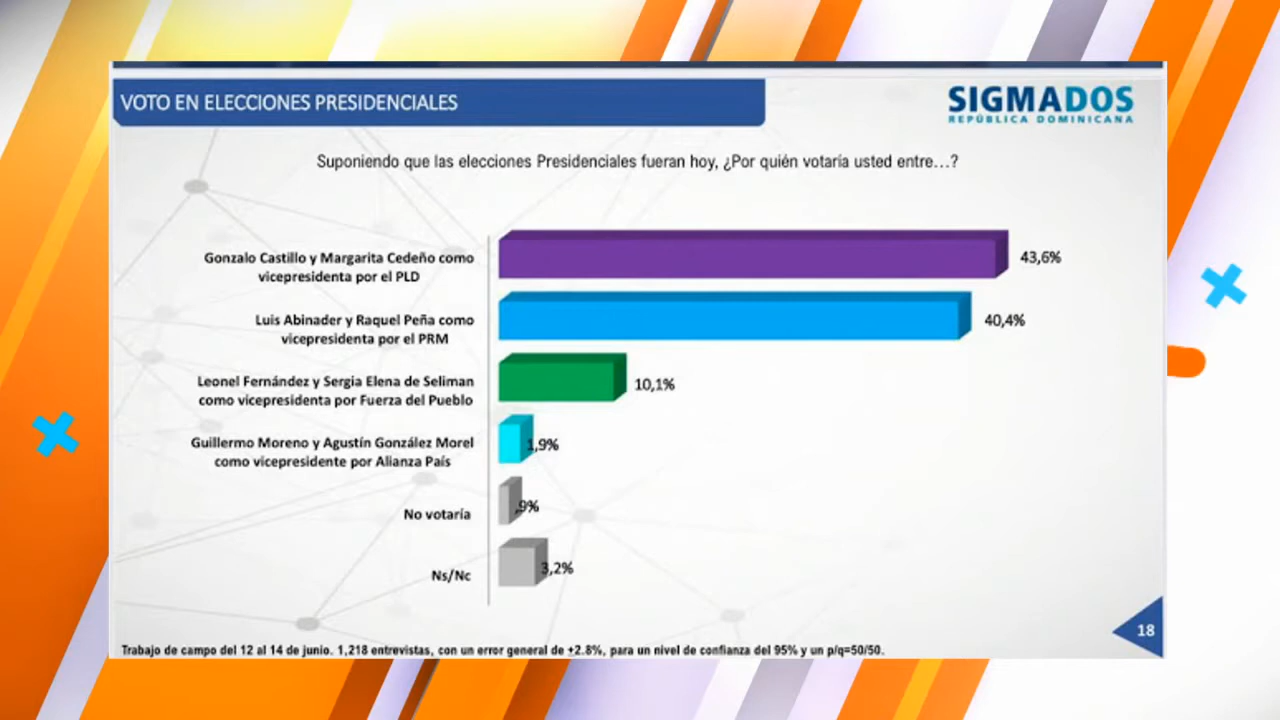 VOTO EN ELECCIONES PRESIDENCIALES
SIGMADOS
REPÚBLICA DOMINICANA
Suponiendo que las elecciones Presidenciales fueran hoy, ¿Por quién votaría usted entre...?
Gonzalo Castillo y Margarita Cedeño como
vicepresidenta por el PLD
43,6%
Luis Abinader y Raquel Peña como
vicepresidenta por el PRM
40,4%
Leonel Fernández y Sergia Elena de Seliman
como vicepresidenta por Fuerza del Pueblo
10,1%
Guillermo Moreno y Agustín González Morel
como vicepresidente por Alianza País
1,9%
No votaría
,9%
Ns/Nc
3,2%
18
Trabajo de campo del 12 al 14 de junio. 1,218 entrevistas, con un error general de ±2.8%, para un nivel de confianza del 95% y un p/q=50/50.